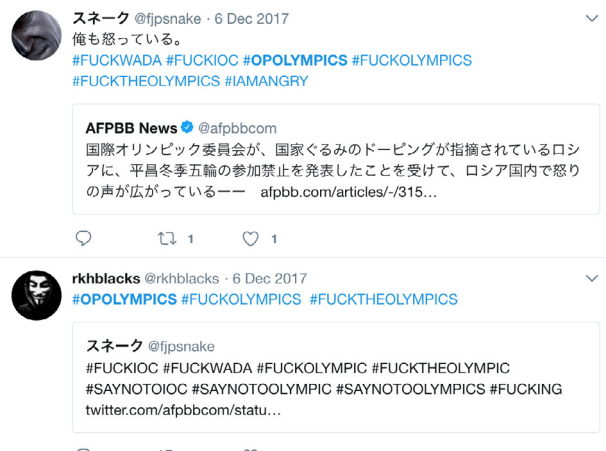 スネーク @fjpsnake · 6 Dec 2017
俺も怒っている。
#FUCKWADA #FUCKIOC #OPOLYMPICS #FUCKOLYMPICS
#FUCKTHEOLYMPICS #IAMANGRY
AFPBB News @afpbbcom
国際オリンピック委員会が、国家ぐるみのドーピングが指摘されているロシ
アに、平昌冬季五輪の参加禁止を発表したことを受けて、ロシア国内で怒り
の声が広がっているーー afpbb.com/articles/-/315…
1 1
rkhblacks @rkhblacks · 6 Dec 2017
#OPOLYMPICS #FUCKOLYMPICS #FUCKTHEOLYMPICS
スネーク @fjpsnake
#FUCKIOC #FUCKWADA #FUCKOLYMPIC #FUCKTHEOLYMPIC
#SAYNOTOIOC #SAYNOTOOLYMPIC #SAYNOTOOLYMPICS #FUCKING
twitter.com/afpbbcom/statu…